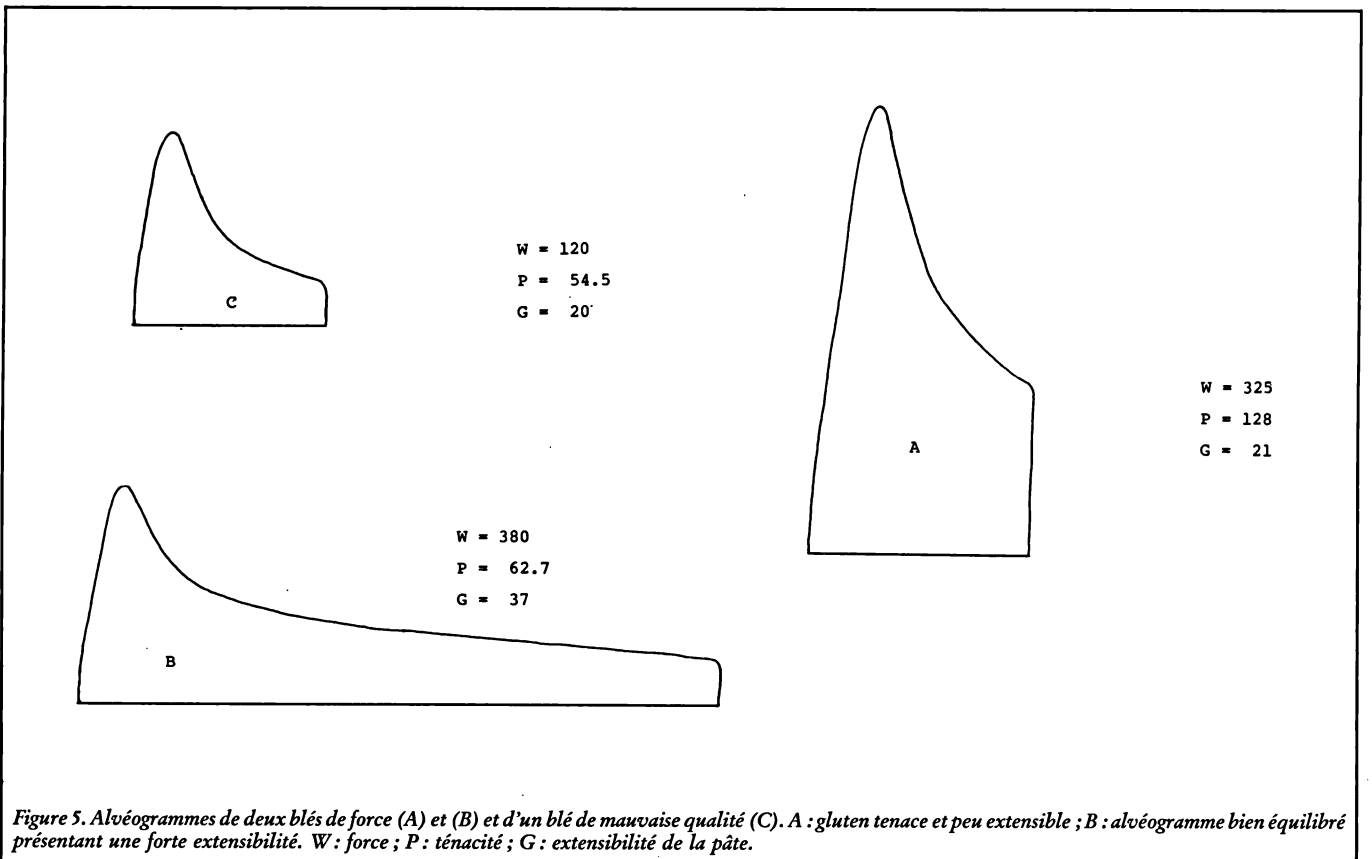 C
W = 120
P = 54.5
G = 20
A
W = 325
P = 128
G = 21
B
W = 380
P = 62.7
G = 37
Figure 5. Alvéogrammes de deux blés de force (A) et (B) et d'un blé de mauvaise qualité (C). A : gluten tenace et peu extensible ; B : alvéogramme bien équilibré
présentant une forte extensibilité. W : force ; P : ténacité ; G : extensibilité de la pâte.